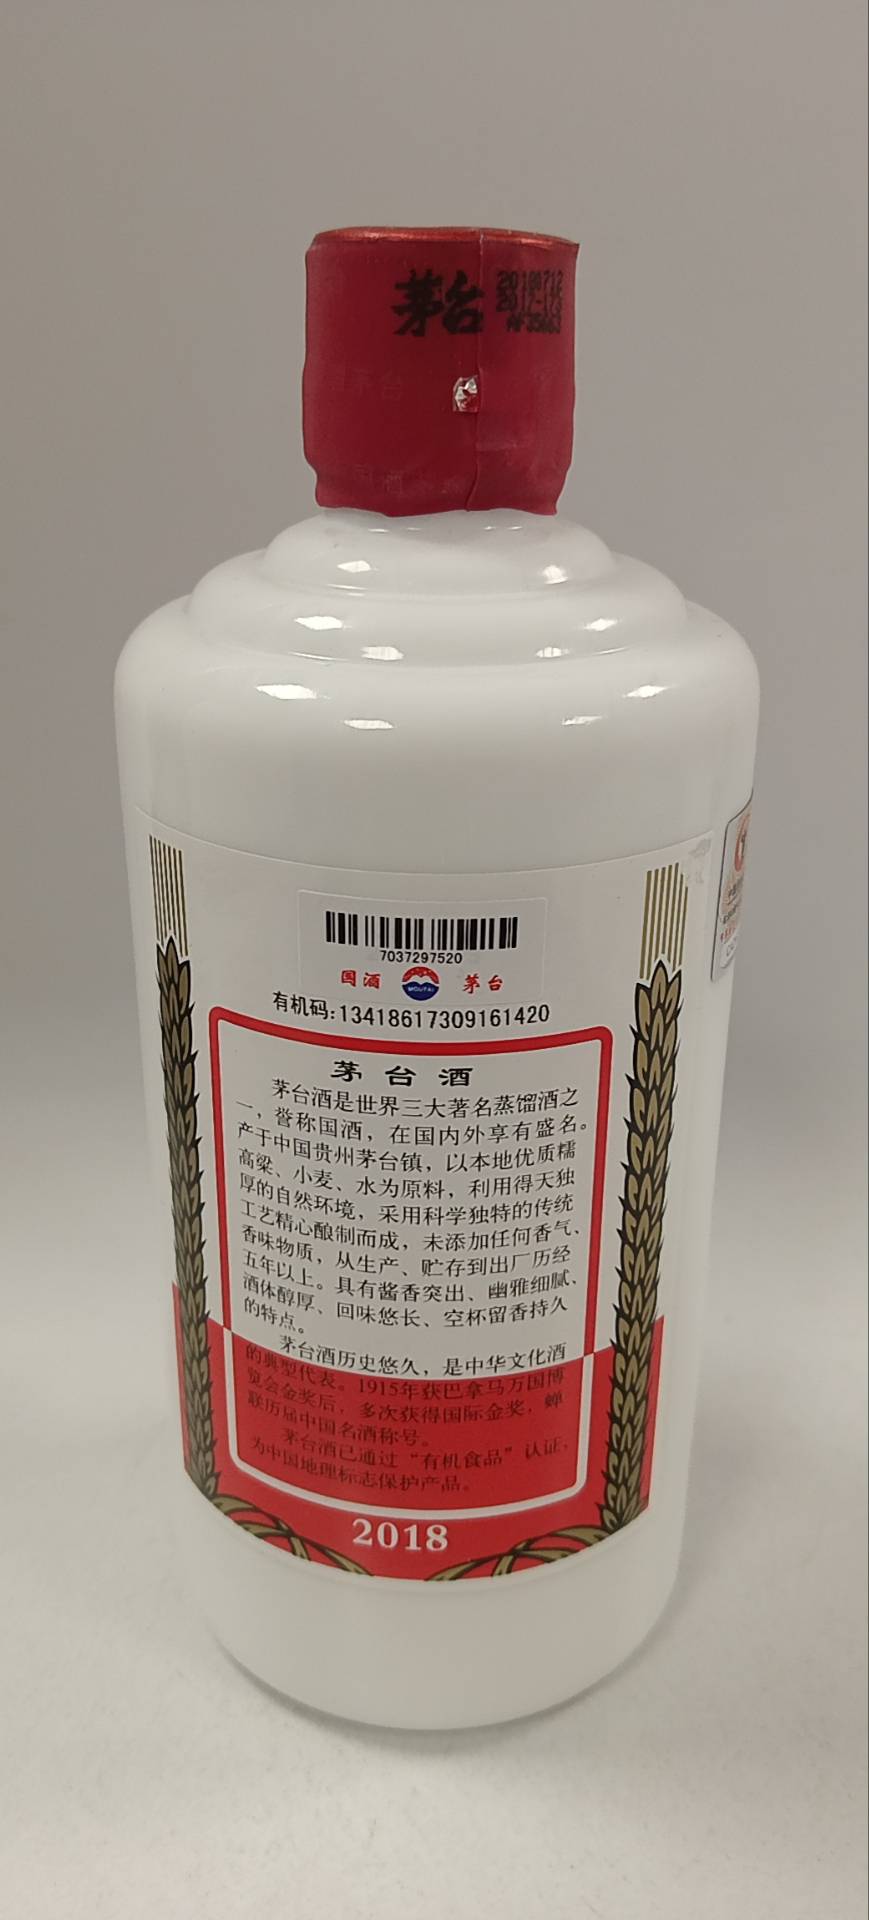 茅台
20180712
2017-173
茅台
7037297520
国酒 MOUTAI 茅台
有机码:13418617309161420
茅台酒
茅台酒是世界三大著名蒸馏酒之
一，誉称国酒，在国内外享有盛名。
产于中国贵州茅台镇，以本地优质糯
高粱、小麦、水为原料，利用得天独
厚的自然环境，采用科学独特的传统
工艺精心酿制而成，未添加任何香气、
香味物质，从生产、贮存到出厂历经
五年以上。具有酱香突出、幽雅细腻、
酒体醇厚、回味悠长、空杯留香持久
的特点。
茅台酒历史悠久，是中华文化酒
的典型代表。1915年获巴拿马万国博
览会金奖后，多次获得国际金奖，蝉
联历届中国名酒称号。
茅台酒已通过“有机食品”认证，
为中国地理标志保护产品。
2018